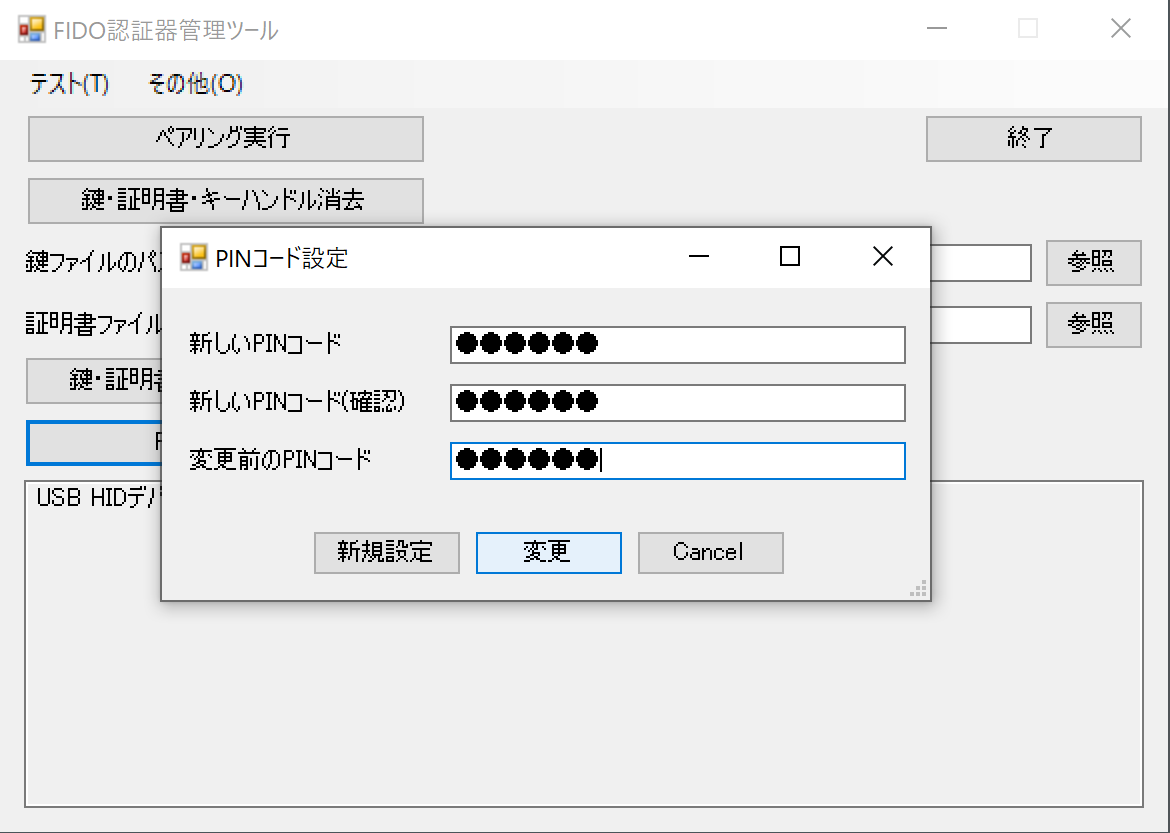 FIDO認証器管理ツール
テスト(T) その他(O)
ペアリング実行
終了
鍵・証明書・キーハンドル消去
鍵ファイルのパ
参照
証明書ファイル
参照
鍵・証明書
PINコード設定
新しいPINコード
●●●●●●
新しいPINコード(確認)
●●●●●●
変更前のPINコード
●●●●●●
新規設定
変更
Cancel
USB HIDデバ